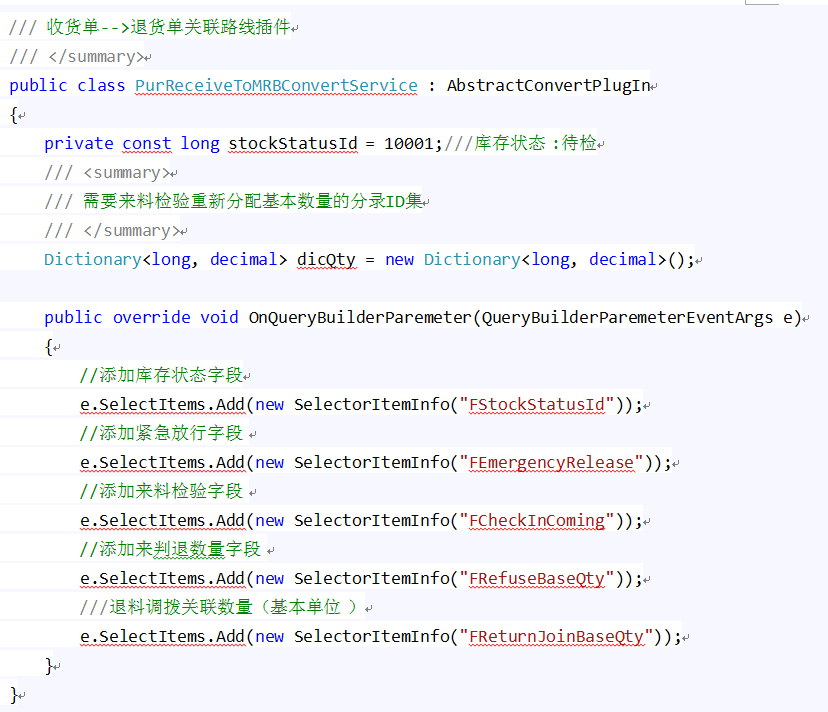 /// 收货单-->退货单关联路线插件
/// </summary>
public class PurReceiveToMRBConvertService : AbstractConvertPlugIn
{
private const long stockStatusId = 10001;///库存状态：待检
/// <summary>
/// 需要来料检验重新分配基本数量的分录ID集
/// </summary>
Dictionary<long, decimal> dicQty = new Dictionary<long, decimal>();
public override void OnQueryBuilderParemeter(QueryBuilderParemeterEventArgs e)
{
//添加库存状态字段
e.SelectItems.Add(new SelectorItemInfo("FStockStatusId"));
//添加紧急放行字段
e.SelectItems.Add(new SelectorItemInfo("FEmergencyRelease"));
//添加来料检验字段
e.SelectItems.Add(new SelectorItemInfo("FCheckInComing"));
//添加来判退数量字段
e.SelectItems.Add(new SelectorItemInfo("FRefuseBaseQty"));
///退料调拨关联数量（基本单位 ）
e.SelectItems.Add(new SelectorItemInfo("FReturnJoinBaseQty"));
}
}